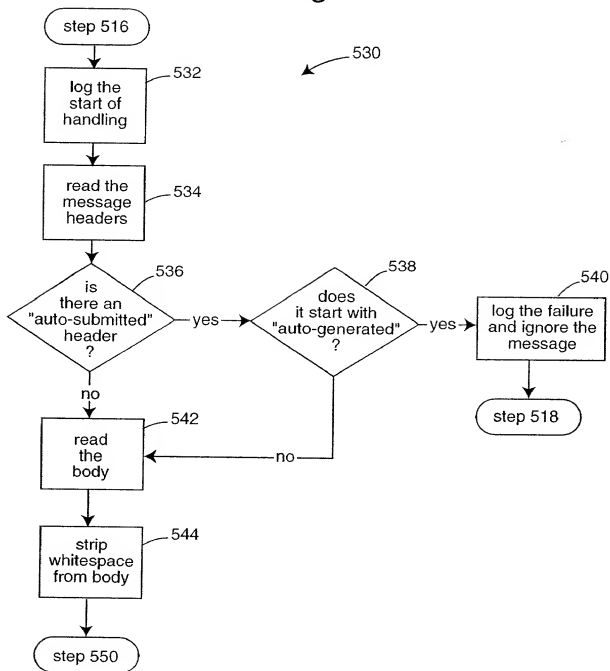 step 516
530
532
log the
start of
handling
534
read the
message
headers
536
is
there an
"auto-submitted"
header
?
yes
538
does
it start with
"auto-generated"
?
yes
540
log the failure
and ignore the
message
step 518
no
542
read
the
body
no
544
strip
whitespace
from body
step 550